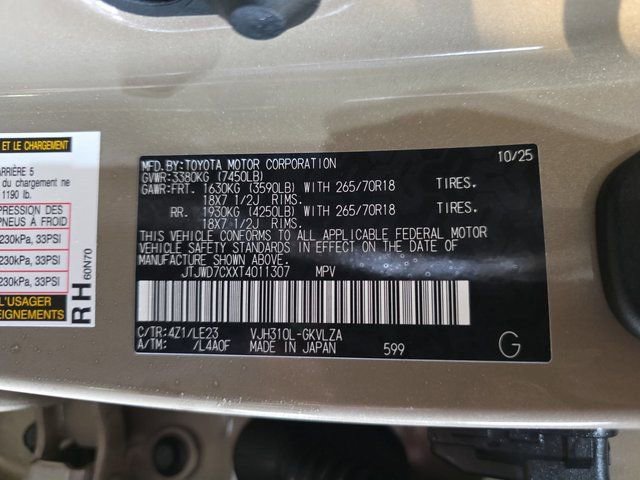 ET LE CHARGEMENT
ARRIÈRE 5
du chargement ne
1190 lb.
PRESSION DES
PNEUS À FROID
230kPa, 33PSI
230kPa, 33PSI
L'USAGER
EIGNEMENTS
RH 60N70
MFD.BY:TOYOTA MOTOR CORPORATION 10/25
GVWR:3380KG (7450LB)
GAWR:FRT. 1630KG (3590LB) WITH 265/70R18 TIRES.
18X7 1/2J RIMS.
RR. 1930KG (4250LB) WITH 265/70R18 TIRES.
18X7 1/2J RIMS.
THIS VEHICLE CONFORMS TO ALL APPLICABLE FEDERAL MOTOR
VEHICLE SAFETY STANDARDS IN EFFECT ON THE DATE OF
MANUFACTURE SHOWN ABOVE.
JTJWD7CXXT4011307 MPV
C/TR:4Z1/LE23 VJH310L-GKVLZA
A/TM: /L4A0F MADE IN JAPAN 599 G